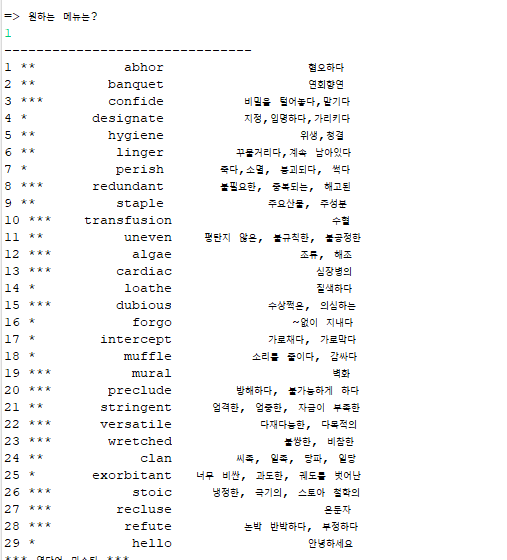 => 원하는 메뉴는?
1
-------------------------------
1 ** abhor 혐오하다
2 ** banquet 연회향연
3 *** confide 비밀을 털어놓다,맡기다
4 * designate 지정,임명하다,가리키다
5 ** hygiene 위생,청결
6 ** linger 꾸물거리다,계속 남아있다
7 * perish 죽다,소멸, 붕괴되다, 썩다
8 *** redundant 불필요한, 중복되는, 해고된
9 ** staple 주요산물, 주성분
10 *** transfusion 수혈
11 ** uneven 평탄지 않은, 불규칙한, 불공정한
12 *** algae 조류, 해조
13 *** cardiac 심장병의
14 * loathe 질색하다
15 *** dubious 수상쩍은, 의심하는
16 * forgo ~없이 지내다
17 * intercept 가로채다, 가로막다
18 * muffle 소리를 줄이다, 감싸다
19 *** mural 벽화
20 *** preclude 방해하다, 불가능하게 하다
21 ** stringent 엄격한, 엄중한, 자금이 부족한
22 *** versatile 다재다능한, 다목적의
23 *** wretched 불쌍한, 비참한
24 ** clan 씨족, 일족, 당파, 일당
25 * exorbitant 너무 비싼, 과도한, 궤도를 벗어난
26 *** stoic 냉정한, 극기의, 스토아 철학의
27 *** recluse 은둔자
28 *** refute 논박 반박하다, 부정하다
29 * hello 안녕하세요